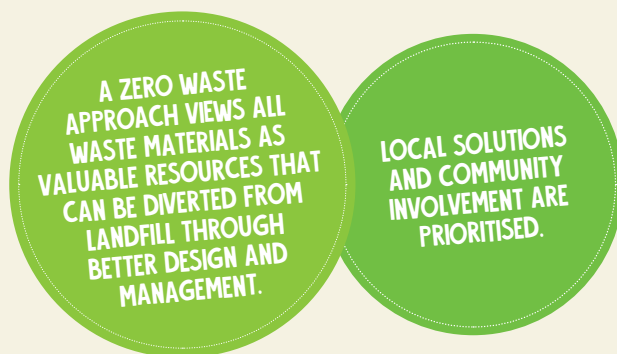 A ZERO WASTE
APPROACH VIEWS ALL
WASTE MATERIALS AS
VALUABLE RESOURCES THAT
CAN BE DIVERTED FROM
LANDFILL THROUGH
BETTER DESIGN AND
MANAGEMENT.
LOCAL SOLUTIONS
AND COMMUNITY
INVOLVEMENT ARE
PRIORITISED.